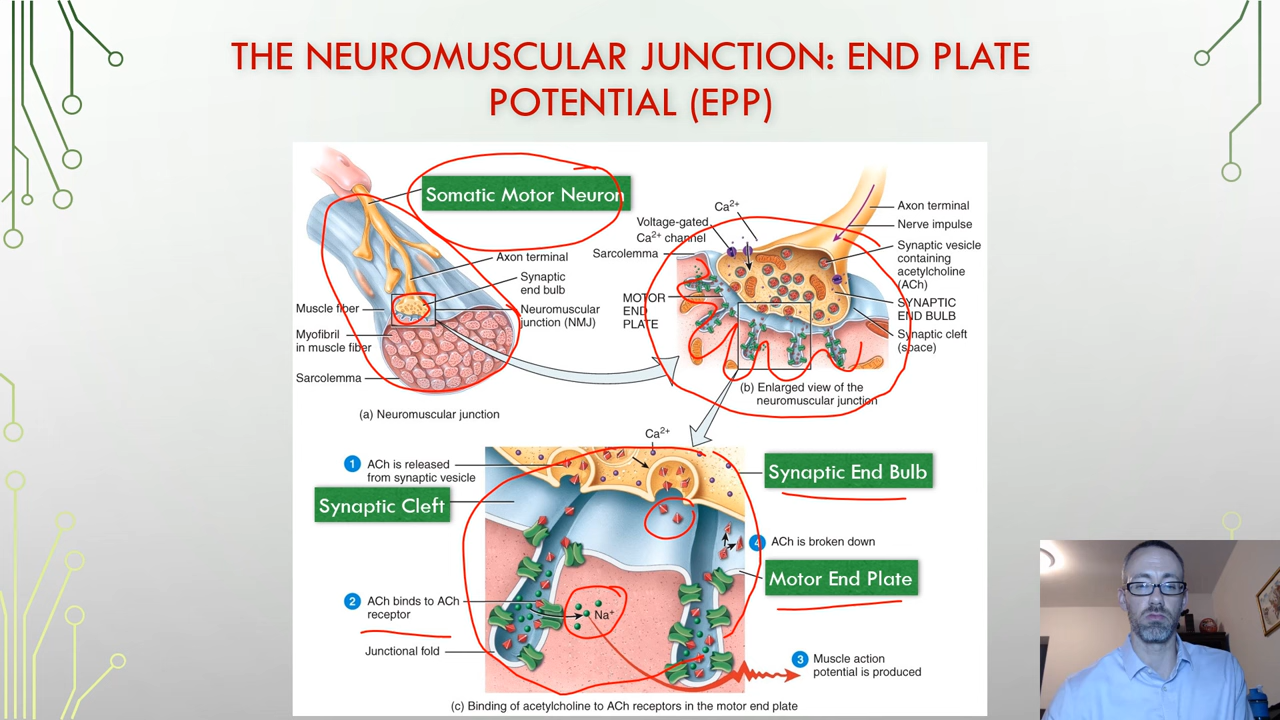 THE NEUROMUSCULAR JUNCTION: END PLATE
POTENTIAL (EPP)
Somatic Motor Neuron
Axon terminal
Synaptic
end bulb
Neuromuscular
junction (NMJ)
Muscle fiber
Myofibril
in muscle fiber
Sarcolemma
(a) Neuromuscular junction
Ca2+
Voltage-gated
Ca2+ channel
Sarcolemma
MOTOR
END
PLATE
Axon terminal
Nerve impulse
Synaptic vesicle
containing
acetylcholine
(ACh)
SYNAPTIC
END BULB
Synaptic cleft
(space)
(b) Enlarged view of the
neuromuscular junction
Ca2+
1 ACh is released
from synaptic vesicle
Synaptic Cleft
Synaptic End Bulb
4 ACh is broken down
Motor End Plate
2 ACh binds to ACh
receptor
Na+
Junctional fold
3 Muscle action
potential is produced
(c) Binding of acetylcholine to ACh receptors in the motor end plate